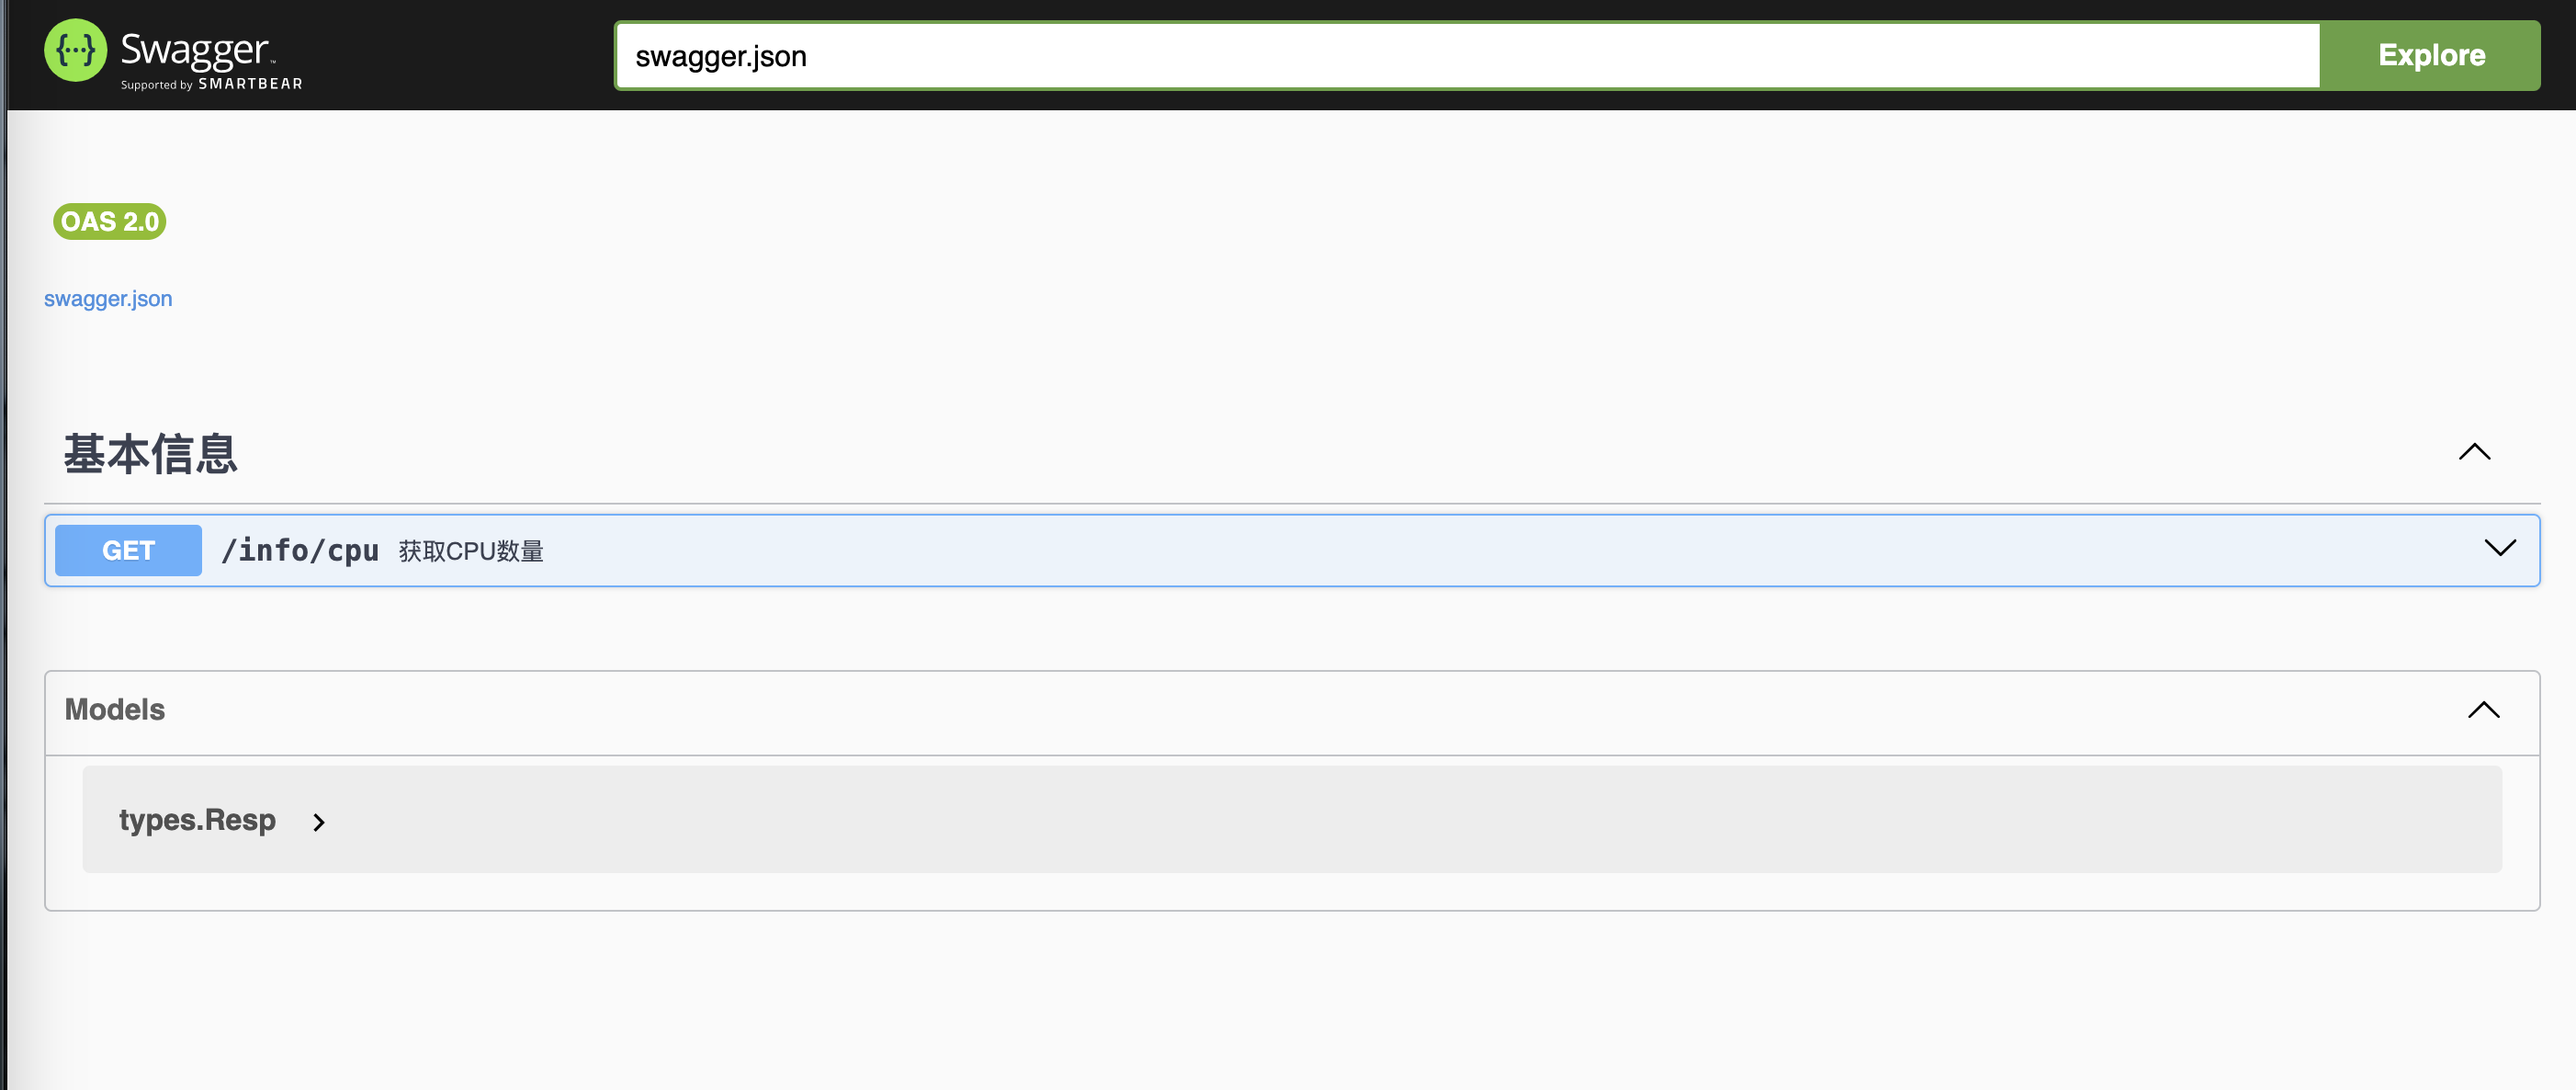 Swagger
Supported by SMARTBEAR
swagger.json
Explore
OAS 2.0
swagger.json
基本信息
GET /info/cpu 获取CPU数量
Models
types.Resp